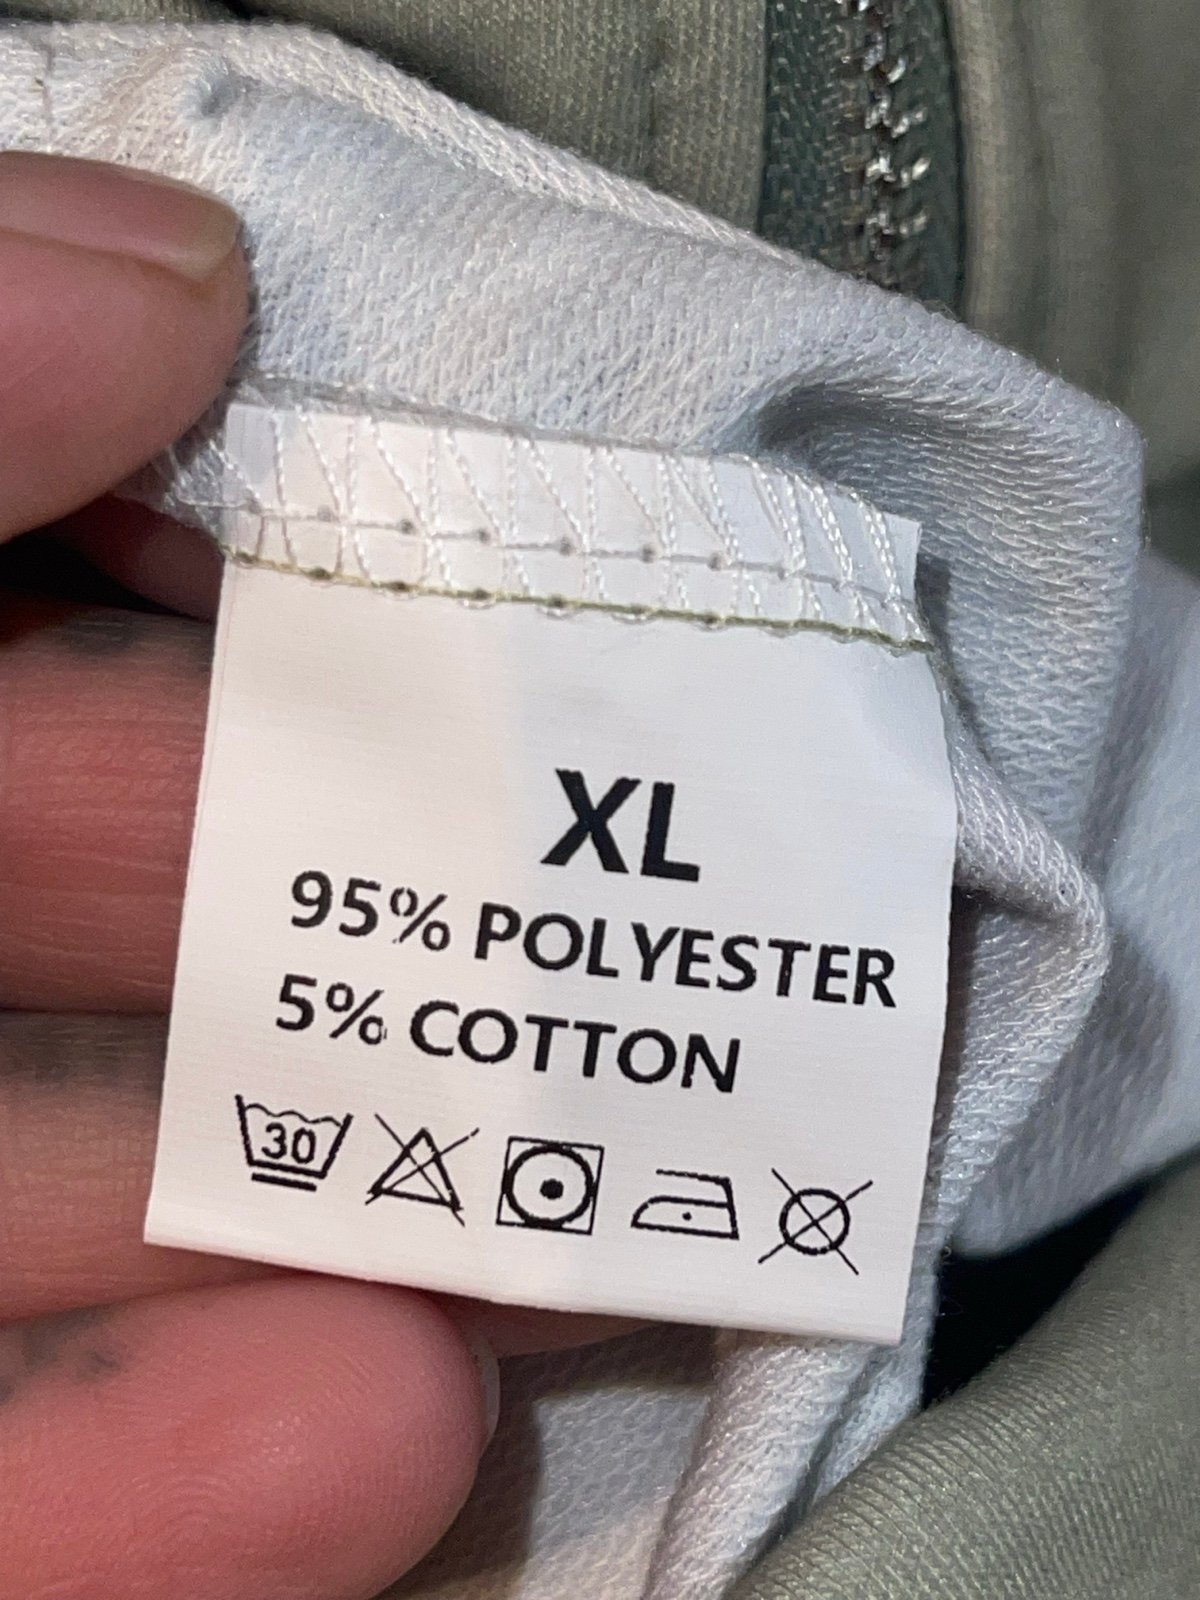 XL
95% POLYESTER
5% COTTON
30